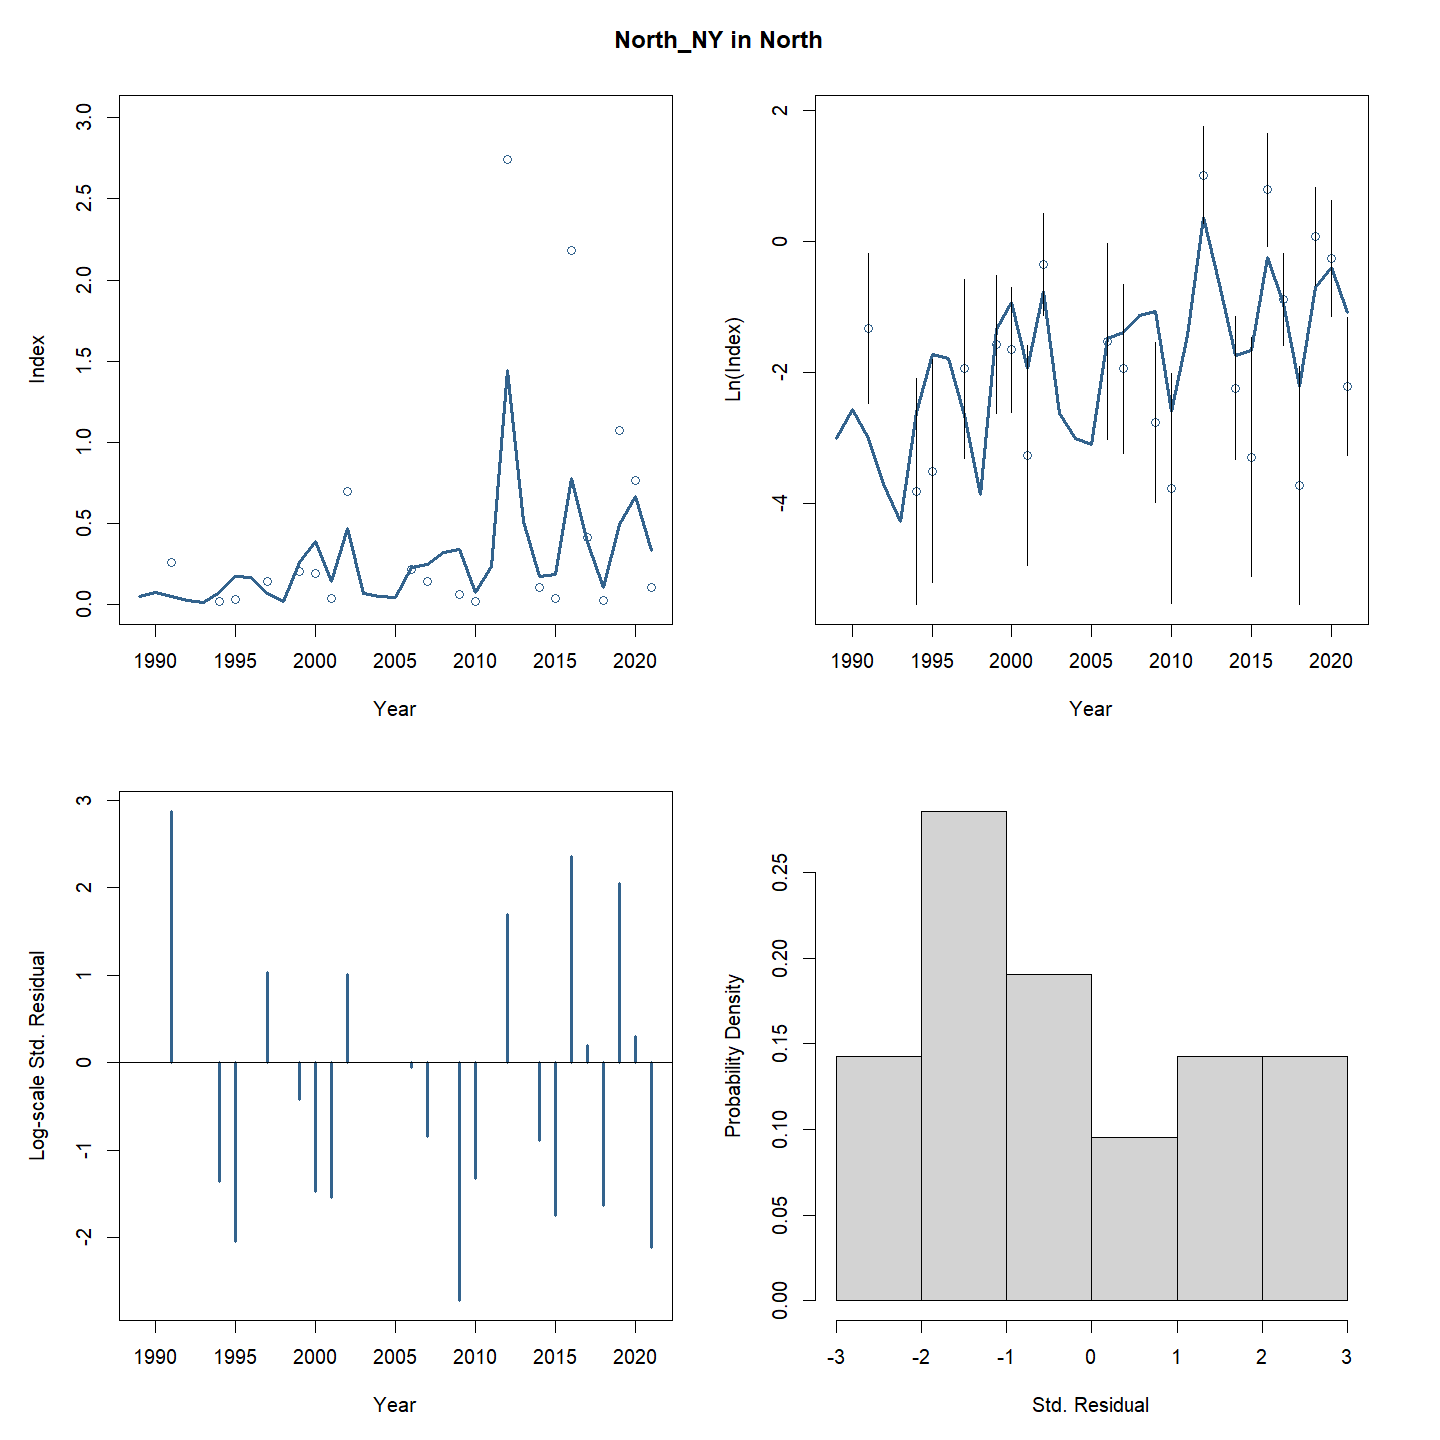 North_NY in North
3.0
2.5
2.0
1.5
1.0
0.5
0.0
Index
1990 1995 2000 2005 2010 2015 2020
Year
2
0
-2
-4
Ln(Index)
1990 1995 2000 2005 2010 2015 2020
Year
3
2
1
0
-1
-2
Log-scale Std. Residual
1990 1995 2000 2005 2010 2015 2020
Year
0.25
0.20
0.15
0.10
0.05
0.00
Probability Density
-3 -2 -1 0 1 2 3
Std. Residual